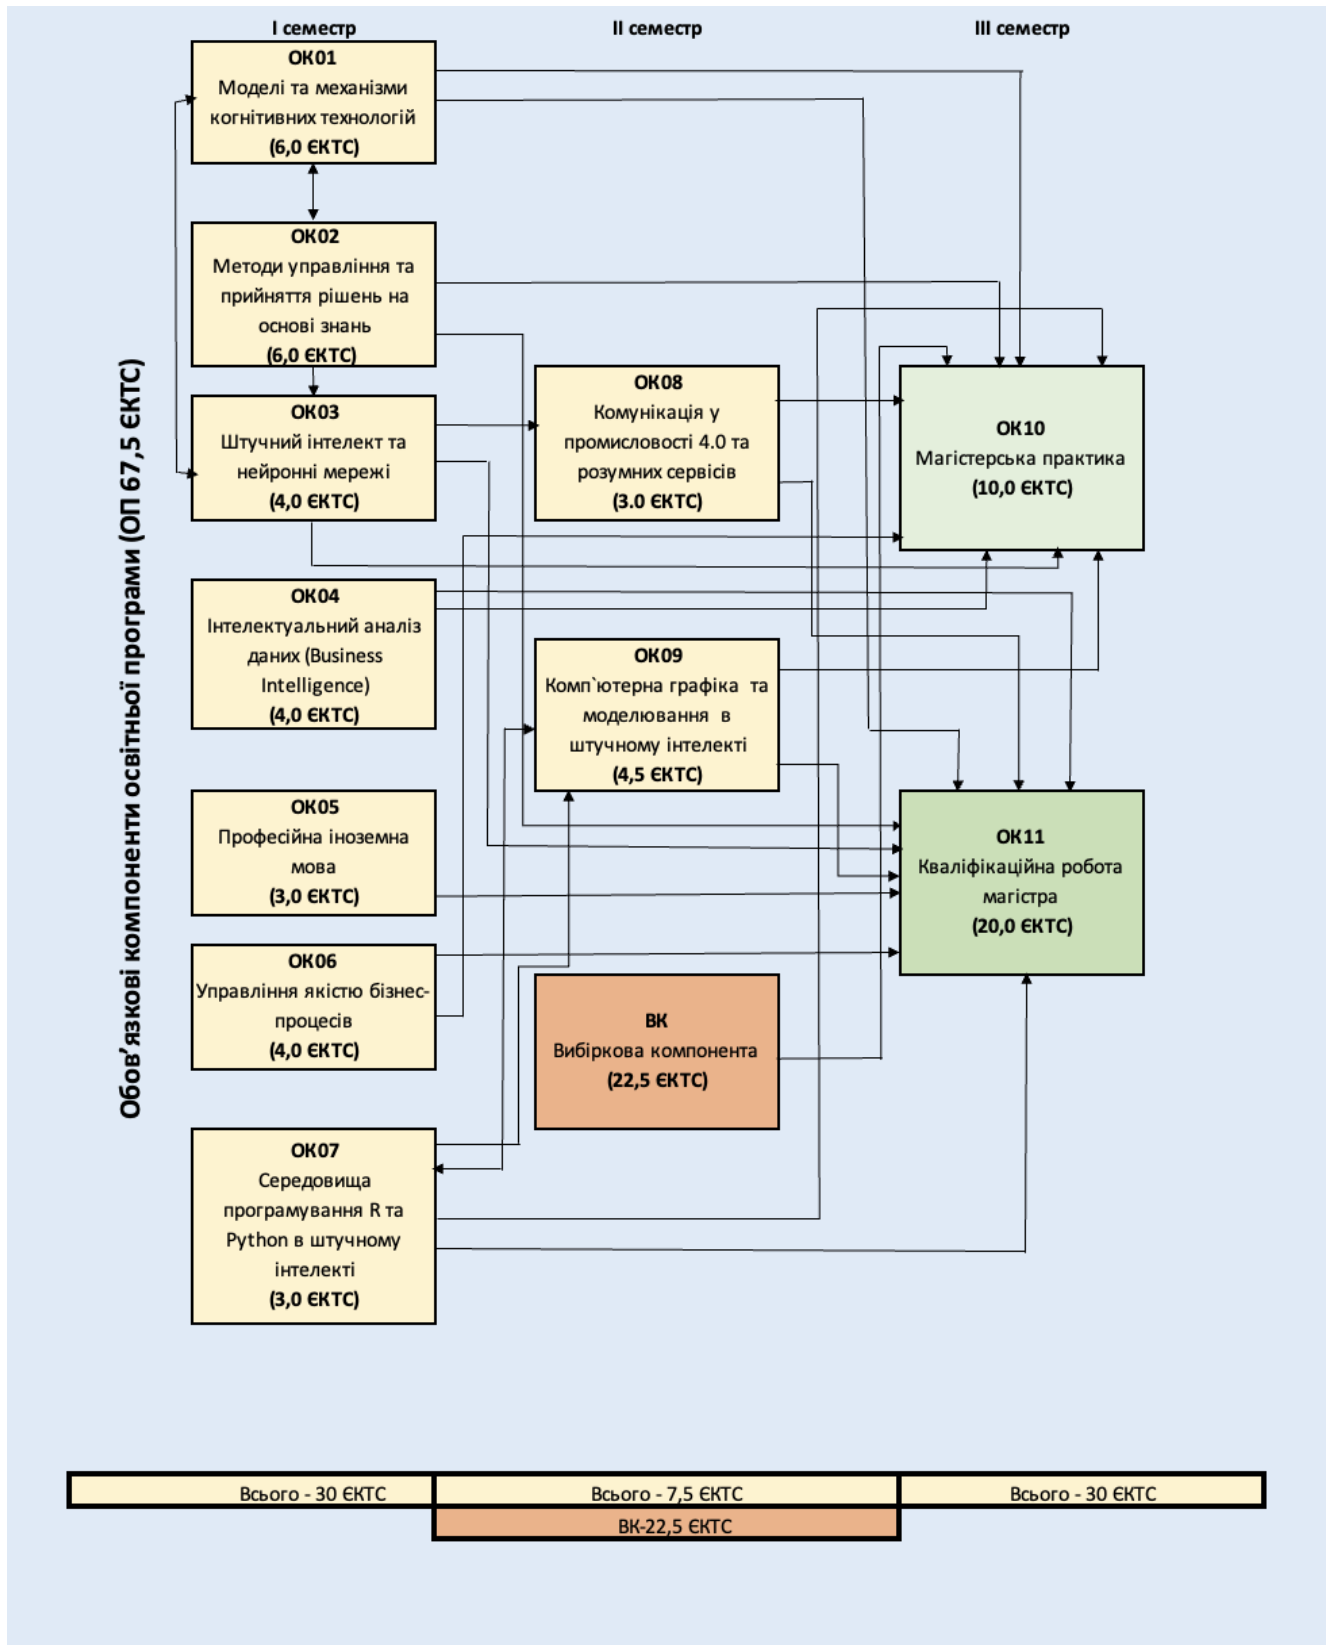 І семестр
ІІ семестр
ІІІ семестр
Обов’язкові компоненти освітньої програми (ОП 67,5 ЄКТС)
ОК01
Моделі та механізми
когнітивних технологій
(6,0 ЄКТС)
ОК02
Методи управління та
прийняття рішень на
основі знань
(6,0 ЄКТС)
ОК03
Штучний інтелект та
нейронні мережі
(4,0 ЄКТС)
ОК04
Інтелектуальний аналіз
даних (Business
Intelligence)
(4,0 ЄКТС)
ОК05
Професійна іноземна
мова
(3,0 ЄКТС)
ОК06
Управління якістю бізнес-
процесів
(4,0 ЄКТС)
ОК07
Середовища
програмування R та
Python в штучному
інтелекті
(3,0 ЄКТС)
ОК08
Комунікація у
промисловості 4.0 та
розумних сервісів
(3.0 ЄКТС)
ОК09
Комп`ютерна графіка та
моделювання в
штучному інтелекті
(4,5 ЄКТС)
ВК
Вибіркова компонента
(22,5 ЄКТС)
ОК10
Магістерська практика
(10,0 ЄКТС)
ОК11
Кваліфікаційна робота
магістра
(20,0 ЄКТС)
Всього - 30 ЄКТС
Всього - 7,5 ЄКТС
Всього - 30 ЄКТС
ВК-22,5 ЄКТС